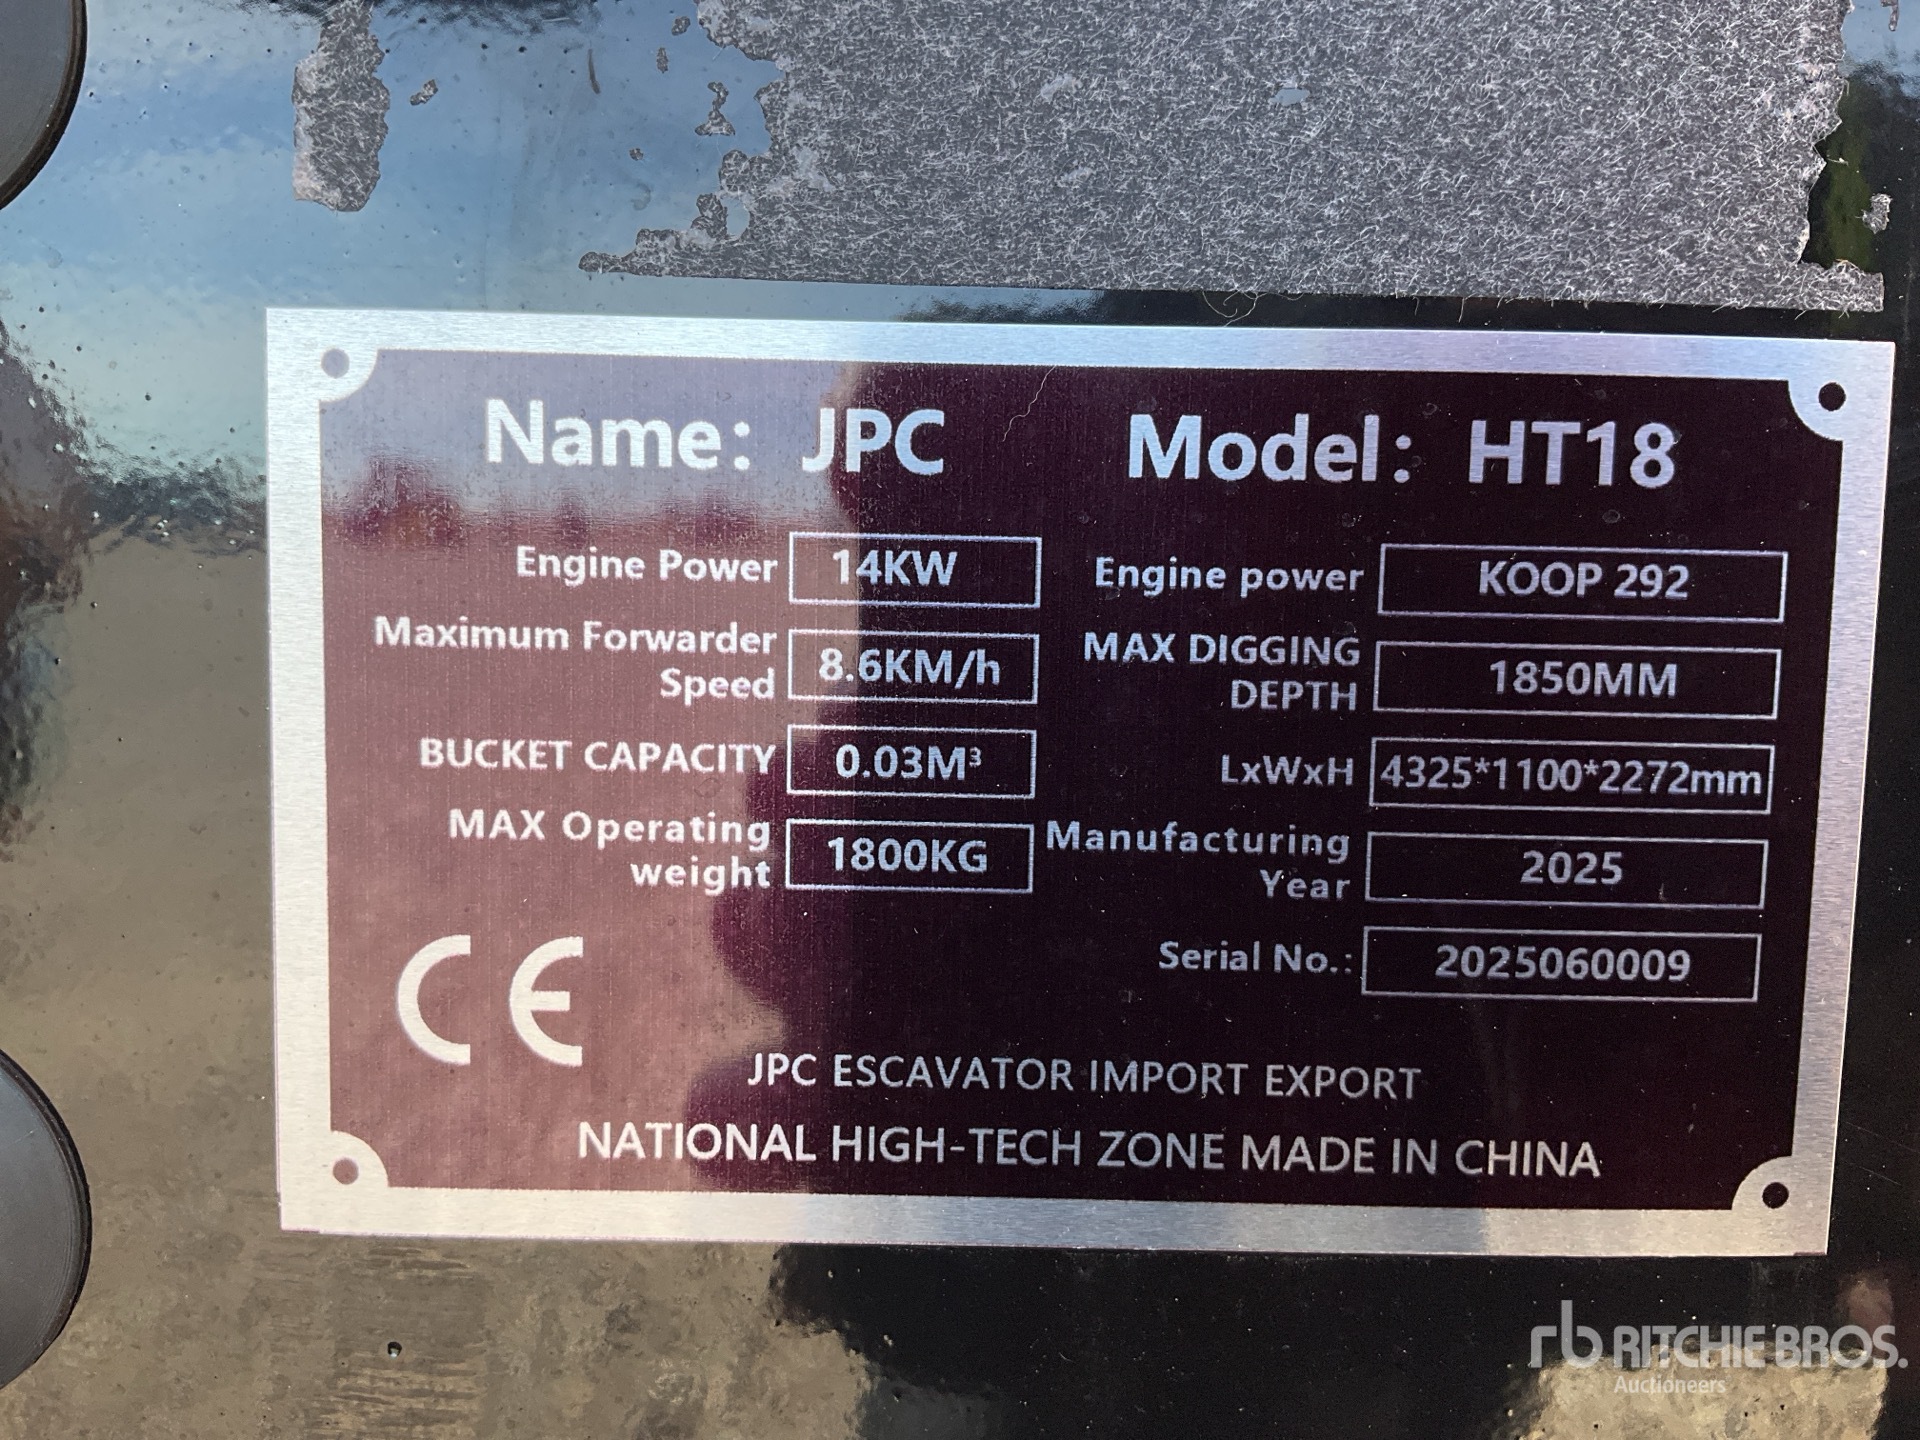 Name: JPC Model: HT18
Engine Power 14KW Engine power KOOP 292
Maximum Forwarder Speed 8.6KM/h MAX DIGGING DEPTH 1850MM
BUCKET CAPACITY 0.03M³ LxWxH 4325*1100*2272mm
MAX Operating weight 1800KG Manufacturing Year 2025
Serial No.: 2025060009
CE
JPC ESCAVATOR IMPORT EXPORT
NATIONAL HIGH-TECH ZONE MADE IN CHINA
rb RITCHIE BROS.
Auctioneers